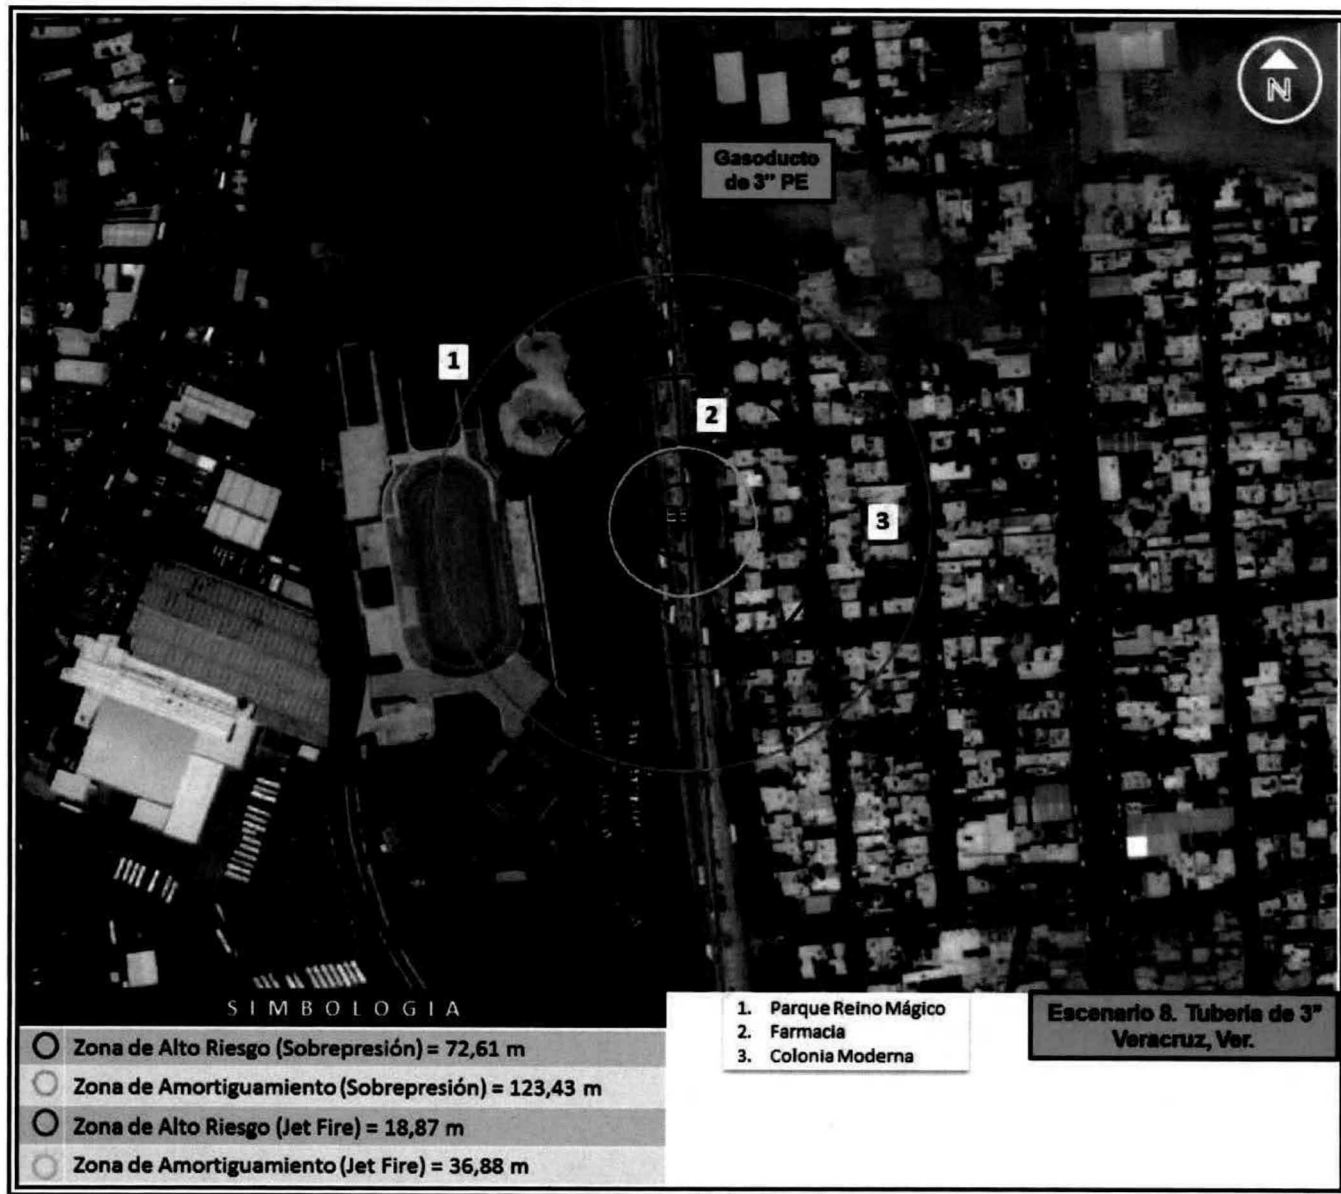 N
Gasoducto
de 3" PE
1
2
3
SIMBOLOGIA
Zona de Alto Riesgo (Sobrepresión) = 72,61 m
Zona de Amortiguamiento (Sobrepresión) = 123,43 m
Zona de Alto Riesgo (Jet Fire) = 18,87 m
Zona de Amortiguamiento (Jet Fire) = 36,88 m
1. Parque Reino Mágico
2. Farmacia
3. Colonia Moderna
Escenario 8. Tubería de 3"
Veracruz, Ver.